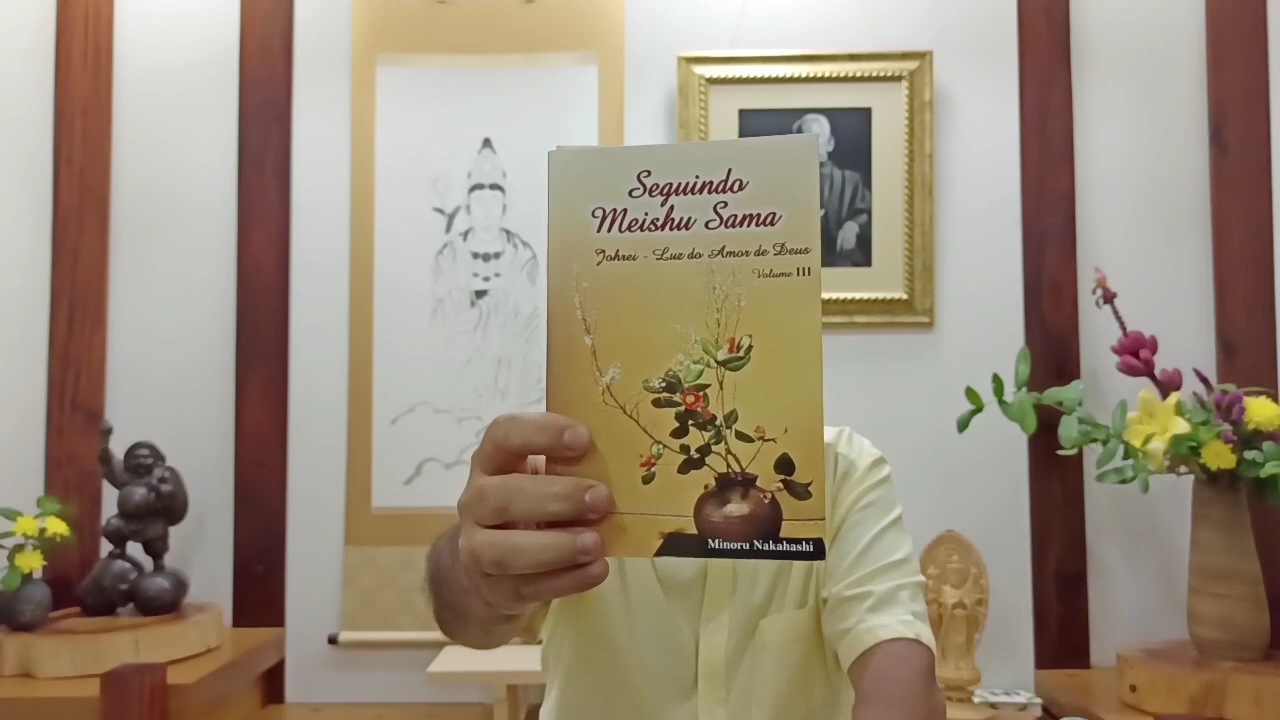 Seguindo
Meishu Sama
Johrei - Luz do Amor de Deus
Volume III
Minoru Nakahashi